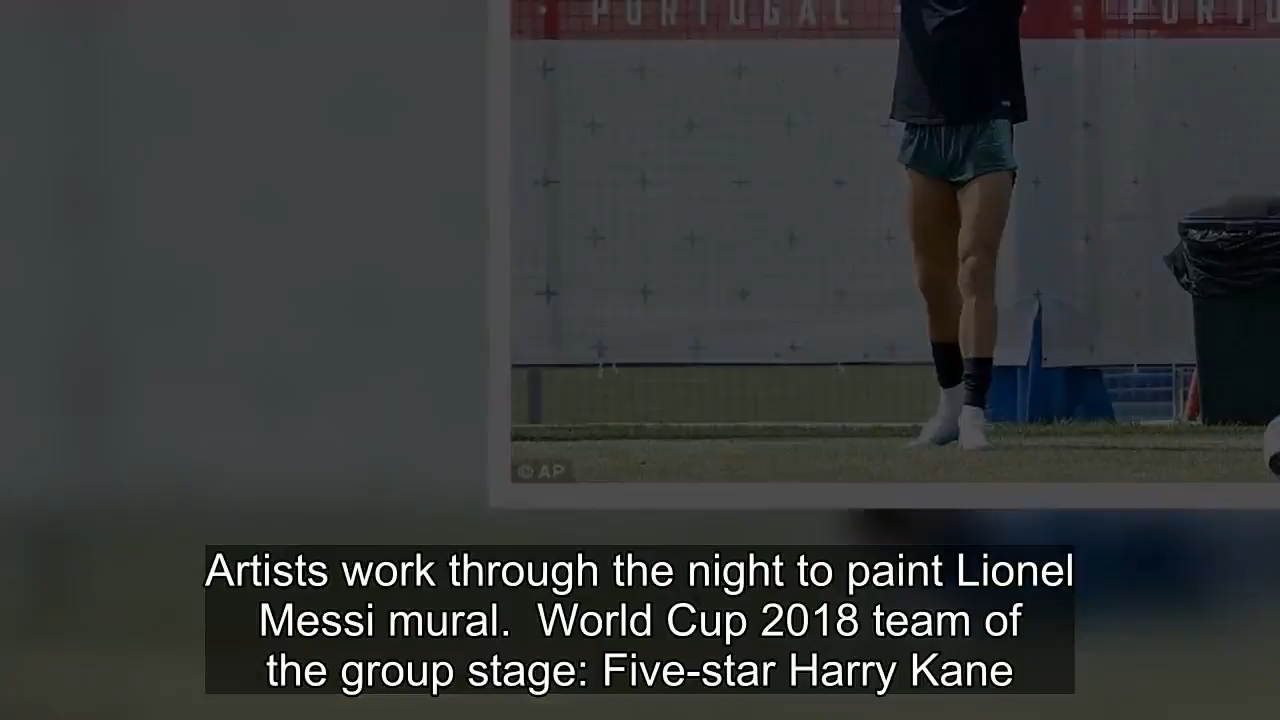 PORTUGAL PORTU
© AP
Artists work through the night to paint Lionel
Messi mural.  World Cup 2018 team of
the group stage: Five-star Harry Kane